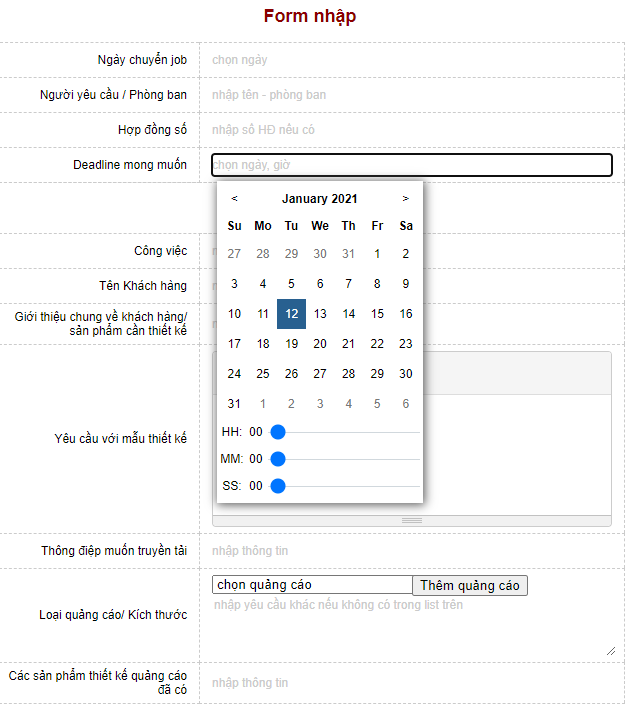 Form nhập
Ngày chuyển job
chọn ngày
Người yêu cầu / Phòng ban
nhập tên - phòng ban
Hợp đồng số
nhập số HĐ nếu có
Deadline mong muốn
chọn ngày, giờ
< January 2021 >
Su Mo Tu We Th Fr Sa
27 28 29 30 31 1 2
3 4 5 6 7 8 9
10 11 12 13 14 15 16
17 18 19 20 21 22 23
24 25 26 27 28 29 30
31 1 2 3 4 5 6
HH: 00
MM: 00
SS: 00
Công việc
Tên Khách hàng
Giới thiệu chung về khách hàng/
sản phẩm cần thiết kế
Yêu cầu với mẫu thiết kế
Thông điệp muốn truyền tải
nhập thông tin
Loại quảng cáo/ Kích thước
chọn quảng cáo
Thêm quảng cáo
nhập yêu cầu khác nếu không có trong list trên
Các sản phẩm thiết kế quảng cáo
đã có
nhập thông tin